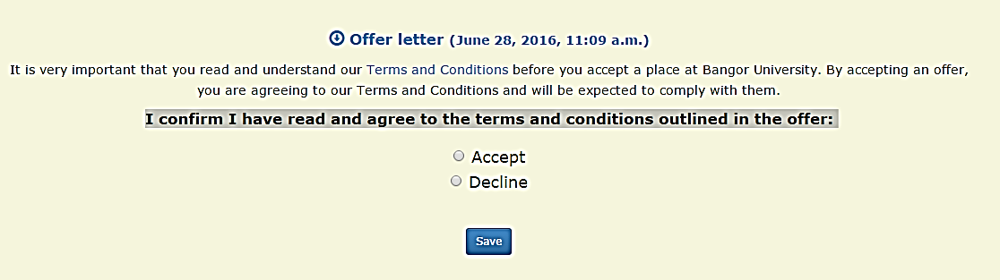 Offer letter (June 28, 2016, 11:09 a.m.)
It is very important that you read and understand our Terms and Conditions before you accept a place at Bangor University. By accepting an offer,
you are agreeing to our Terms and Conditions and will be expected to comply with them.
I confirm I have read and agree to the terms and conditions outlined in the offer:
Accept
Decline
Save